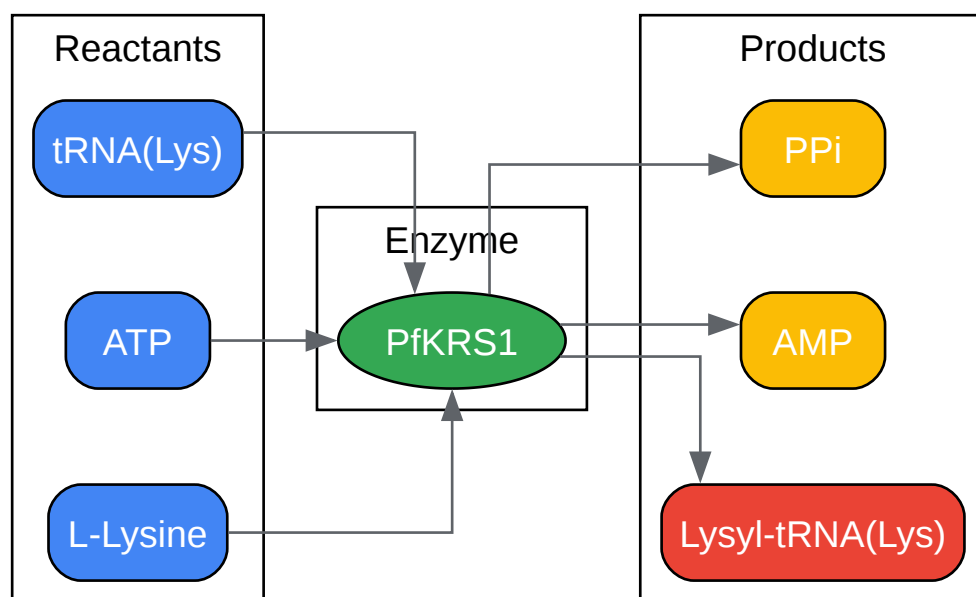 Reactants
tRNA(Lys)
ATP
L-Lysine
Enzyme
PfKRS1
Products
PPi
AMP
Lysyl-tRNA(Lys)